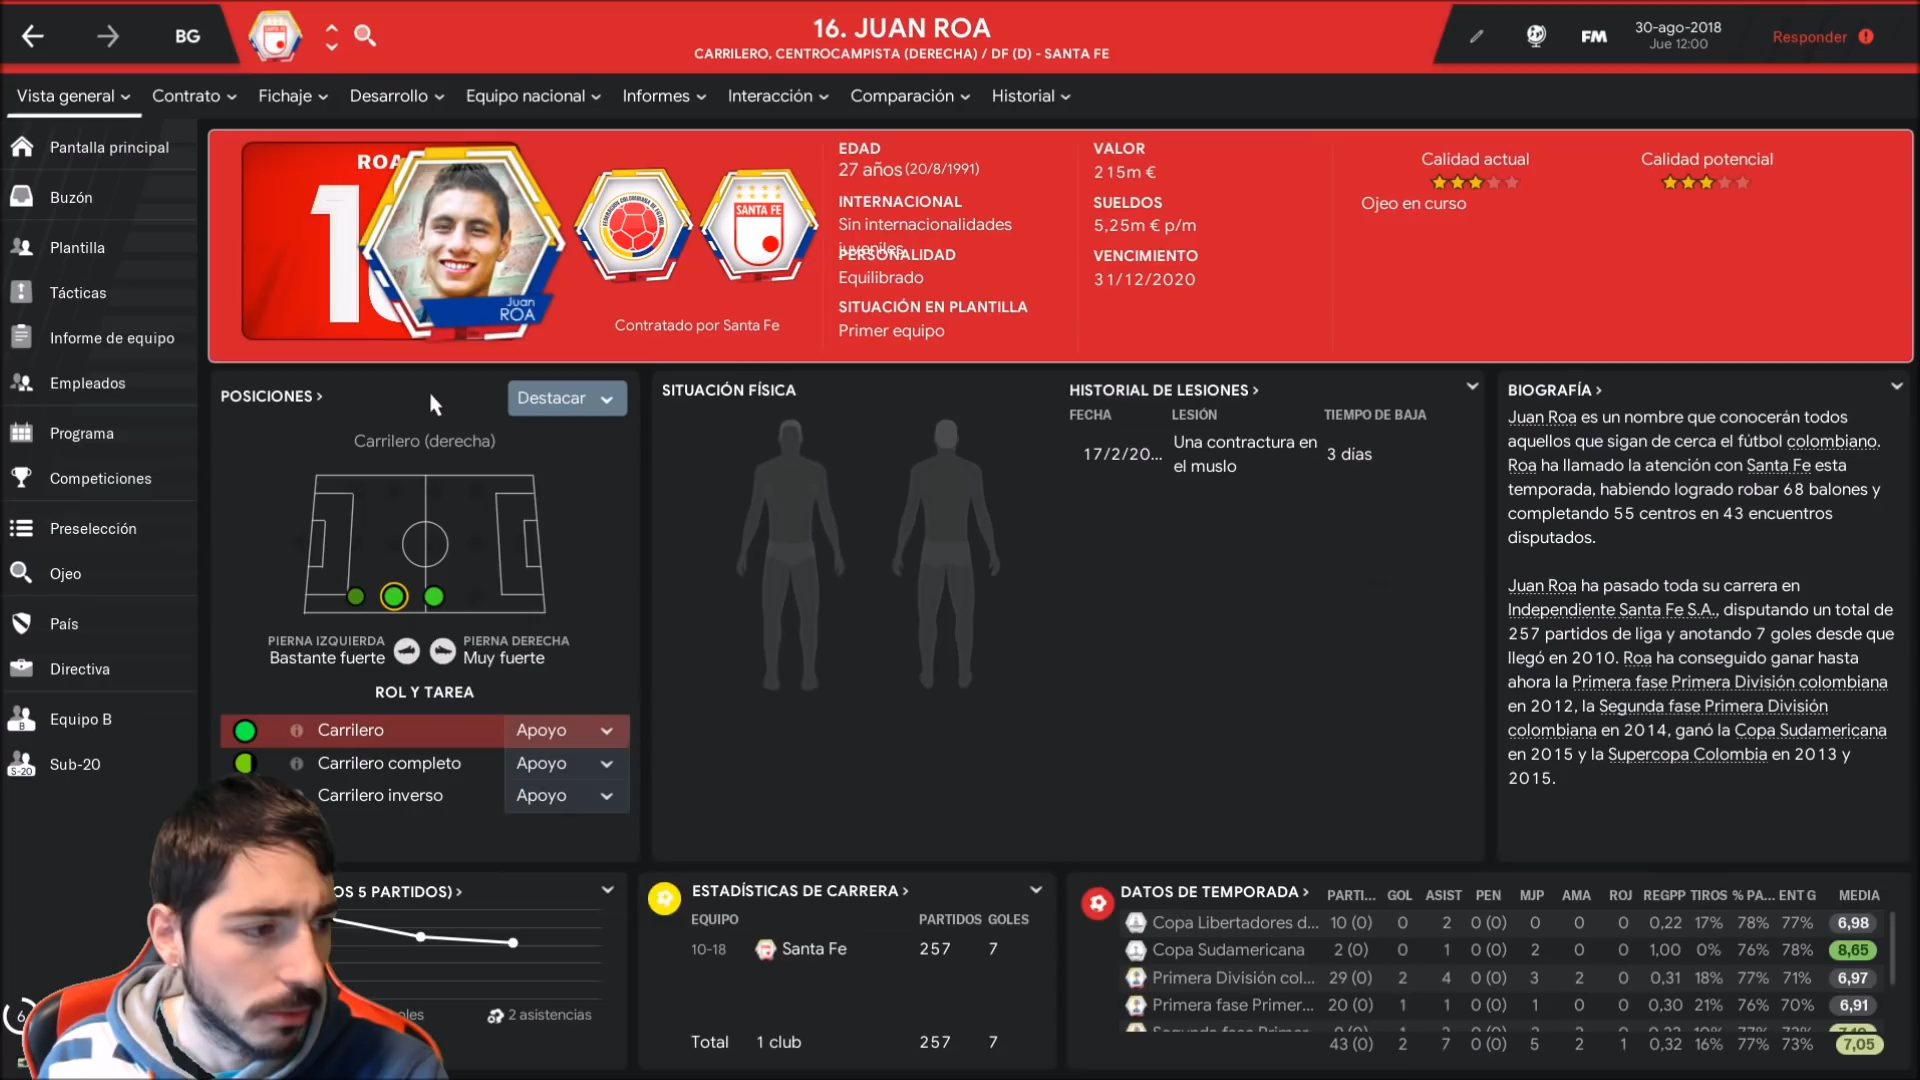 BG
16. JUAN ROA
CARRILERO, CENTROCAMPISTA (DERECHA) / DF (D) - SANTA FE
FM
30-ago-2018
Jue 12:00
Responder
Vista general
Contrato
Fichaje
Desarrollo
Equipo nacional
Informes
Interacción
Comparación
Historial
Pantalla principal
Buzón
Plantilla
Tácticas
Informe de equipo
Empleados
Programa
Competiciones
Preselección
Ojeo
País
Directiva
B
Equipo B
S-20
Sub-20
ROA
Juan
ROA
SANTA FE
Contratado por Santa Fe
EDAD
27 años (20/8/1991)
INTERNACIONAL
Sin internacionalidades
juveniles
PERSONALIDAD
Equilibrado
SITUACIÓN EN PLANTILLA
Primer equipo
VALOR
215m €
SUELDOS
5,25m € p/m
VENCIMIENTO
31/12/2020
Calidad actual
Ojeo en curso
Calidad potencial
POSICIONES >
Destacar
Carrilero (derecha)
PIERNA IZQUIERDA
Bastante fuerte
PIERNA DERECHA
Muy fuerte
ROL Y TAREA
Carrilero Apoyo
Carrilero completo Apoyo
Carrilero inverso Apoyo
SITUACIÓN FÍSICA
HISTORIAL DE LESIONES >
FECHA LESIÓN TIEMPO DE BAJA
17/2/20... Una contractura en el muslo 3 días
BIOGRAFÍA >
Juan Roa es un nombre que conocerán todos
aquellos que sigan de cerca el fútbol colombiano.
Roa ha llamado la atención con Santa Fe esta
temporada, habiendo logrado robar 68 balones y
completando 55 centros en 43 encuentros
disputados.
Juan Roa ha pasado toda su carrera en
Independiente Santa Fe S.A., disputando un total de
257 partidos de liga y anotando 7 goles desde que
llegó en 2010. Roa ha conseguido ganar hasta
ahora la Primera fase Primera División colombiana
en 2012, la Segunda fase Primera División
colombiana en 2014, ganó la Copa Sudamericana
en 2015 y la Supercopa Colombia en 2013 y
2015.
OS 5 PARTIDOS) >
2 asistencias
ESTADÍSTICAS DE CARRERA >
EQUIPO PARTIDOS GOLES
10-18 Santa Fe 257 7
Total 1 club 257 7
DATOS DE TEMPORADA > PARTI... GOL ASIST PEN MJP AMA ROJ REGPP TIROS % PA... ENT G MEDIA
Copa Libertadores d... 10 (0) 0 2 0 (0) 0 0 0 0,22 17% 78% 77% 6,98
Copa Sudamericana 2 (0) 0 1 0 (0) 2 0 0 1,00 0% 76% 78% 8,65
Primera División col... 29 (0) 2 4 0 (0) 3 2 0 0,31 18% 77% 71% 6,97
Primera fase Primer... 20 (0) 1 1 0 (0) 1 0 0 0,30 21% 76% 70% 6,91
43 (0) 2 7 0 (0) 5 2 1 0,32 16% 77% 73% 7,05